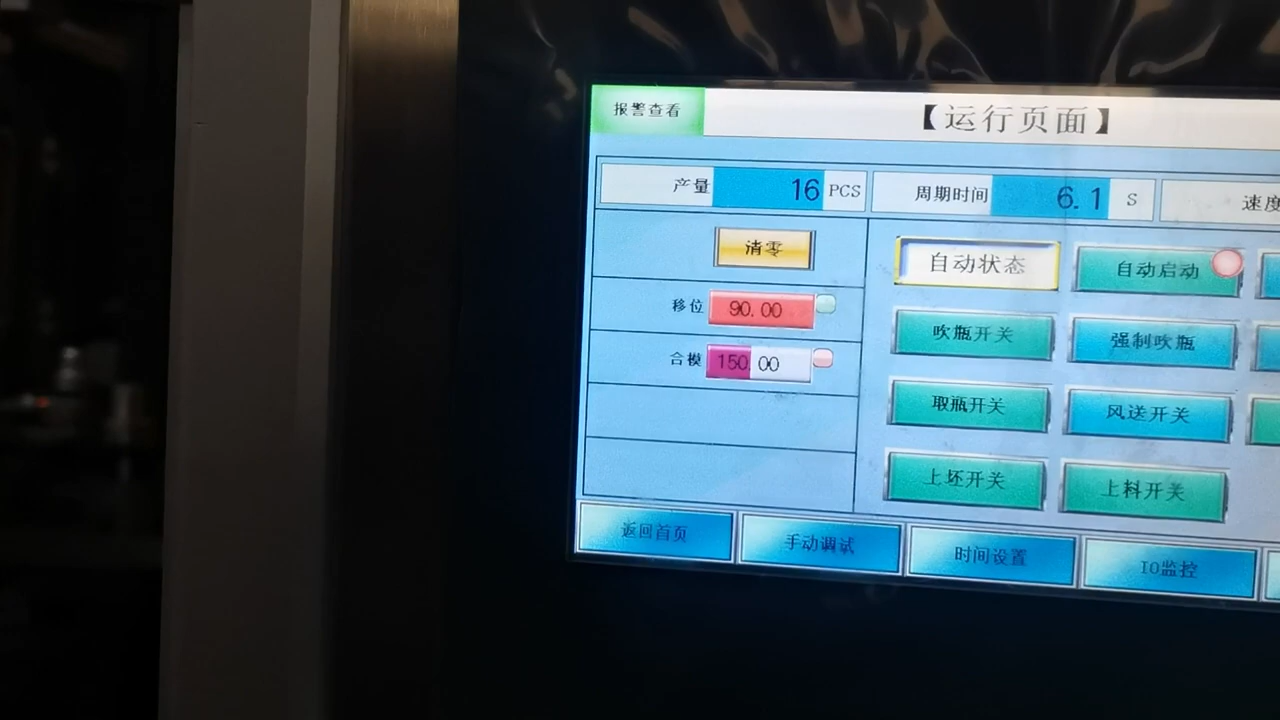 报警查看
【运行页面】
产量 16 PCS 周期时间 6.1 S 速度
清零
自动状态 自动启动
移位 90.00
吹瓶开关 强制吹瓶
合模 150.00
取瓶开关 风送开关
上坯开关 上料开关
返回首页 手动调试 时间设置 IO监控